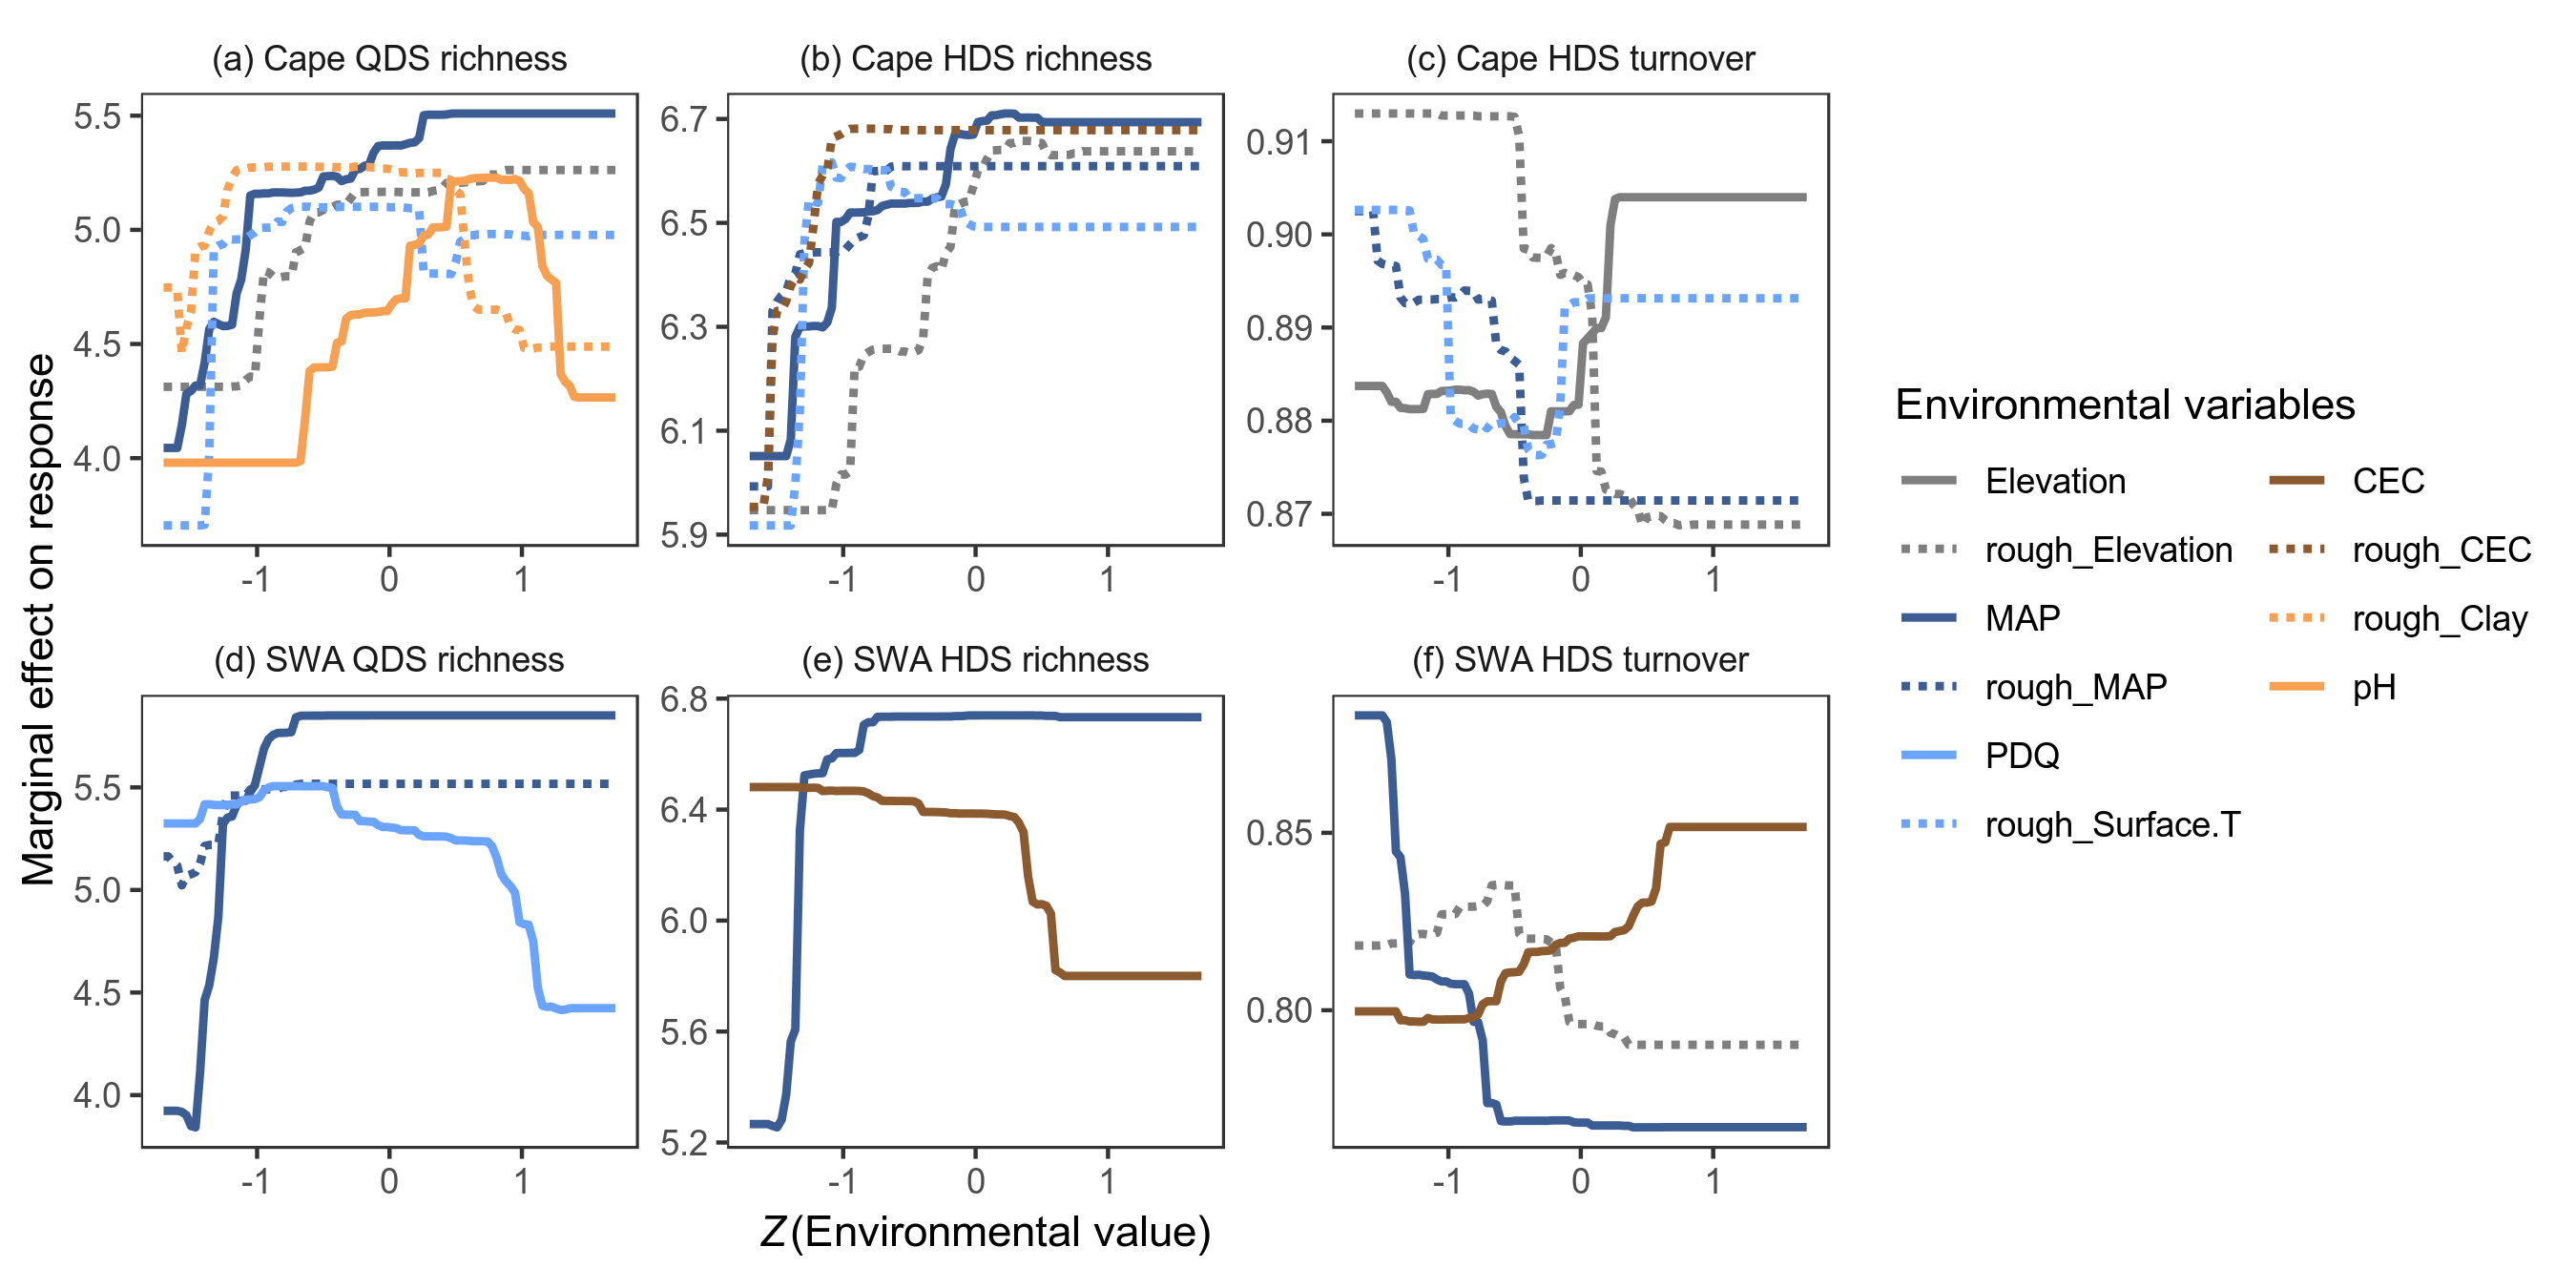 (a) Cape QDS richness
(b) Cape HDS richness
(c) Cape HDS turnover
5.5
5.0
4.5
4.0
-1 0 1
6.7
6.5
6.3
6.1
5.9
-1 0 1
0.91
0.90
0.89
0.88
0.87
-1 0 1
(d) SWA QDS richness
(e) SWA HDS richness
(f) SWA HDS turnover
5.5
5.0
4.5
4.0
-1 0 1
6.8
6.4
6.0
5.6
5.2
-1 0 1
0.85
0.80
-1 0 1
Marginal effect on response
Z(Environmental value)
Environmental variables
Elevation
rough_Elevation
MAP
rough_MAP
PDQ
rough_Surface.T
CEC
rough_CEC
rough_Clay
pH